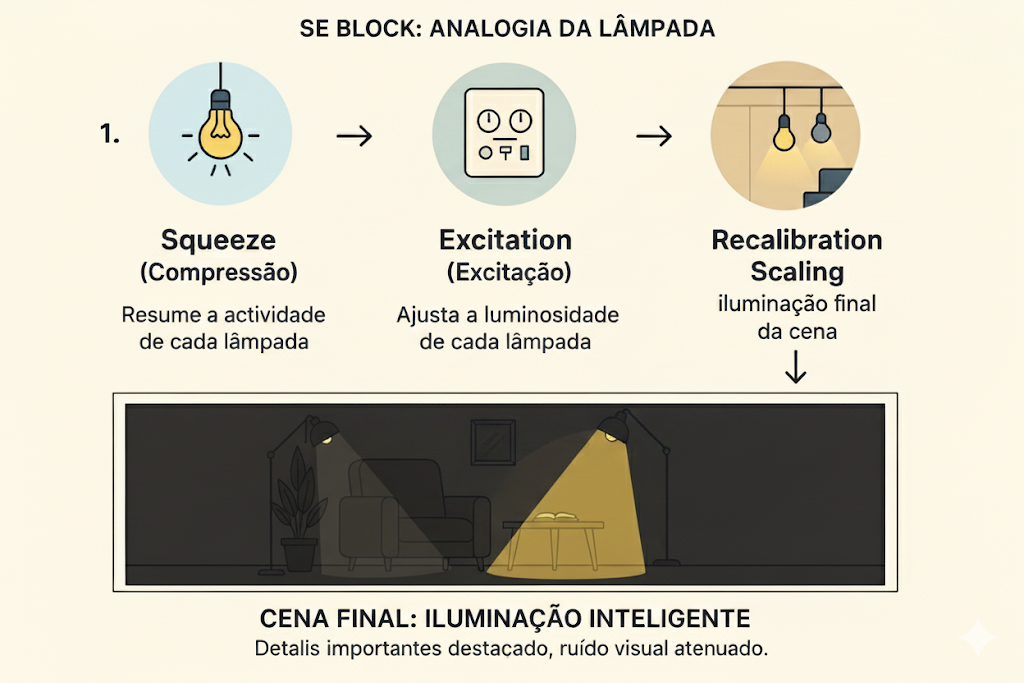 SE BLOCK: ANALOGIA DA LÂMPADA
1.
Squeeze
(Compressão)
Resume a actividade
de cada lâmpada
Excitation
(Excitação)
Ajusta a luminosidade
de cada lâmpada
Recalibration
Scaling
iluminação final
da cena
CENA FINAL: ILUMINAÇÃO INTELIGENTE
Detalis importantes destaçado, ruído visual atenuado.